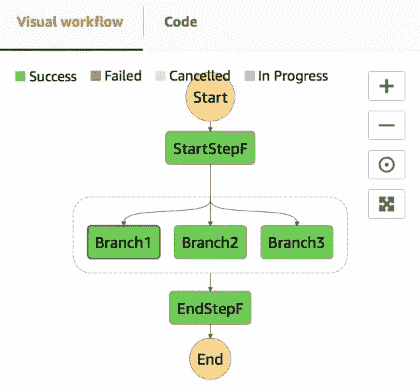 Visual workflow Code
Success Failed Cancelled In Progress
Start
StartStepF
Branch1 Branch2 Branch3
EndStepF
End